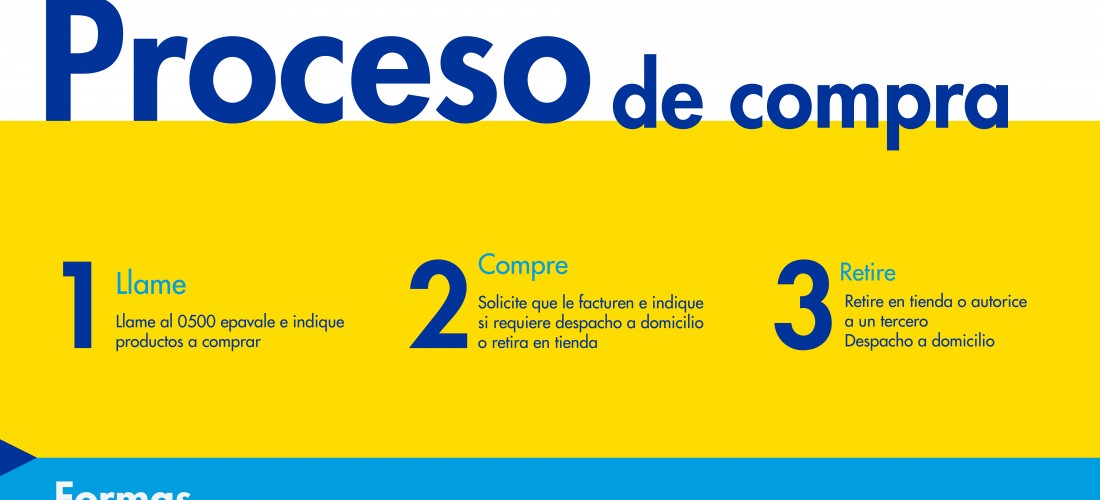 Proceso de compra
1
Llame
Llame al 0500 epavale e indique
productos a comprar
2
Compre
Solicite que le facturen e indique
si requiere despacho a domicilio
o retira en tienda
3
Retire
Retire en tienda o autorice
a un tercero
Despacho a domicilio
Formas